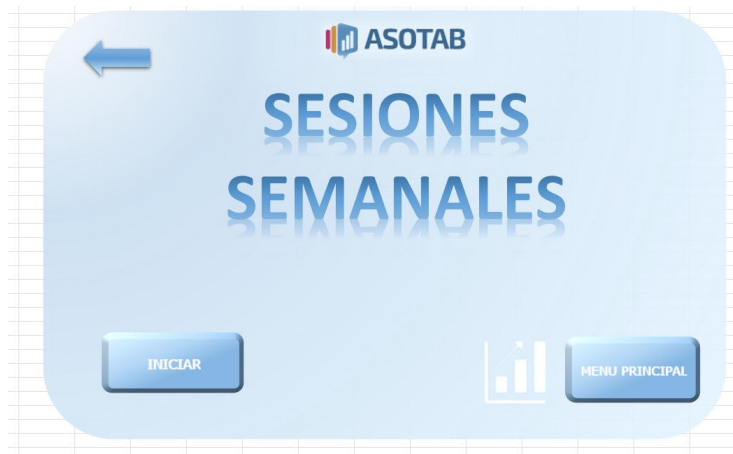 ASOTAB
SESIONES
SEMANALES
INICIAR
MENU PRINCIPAL